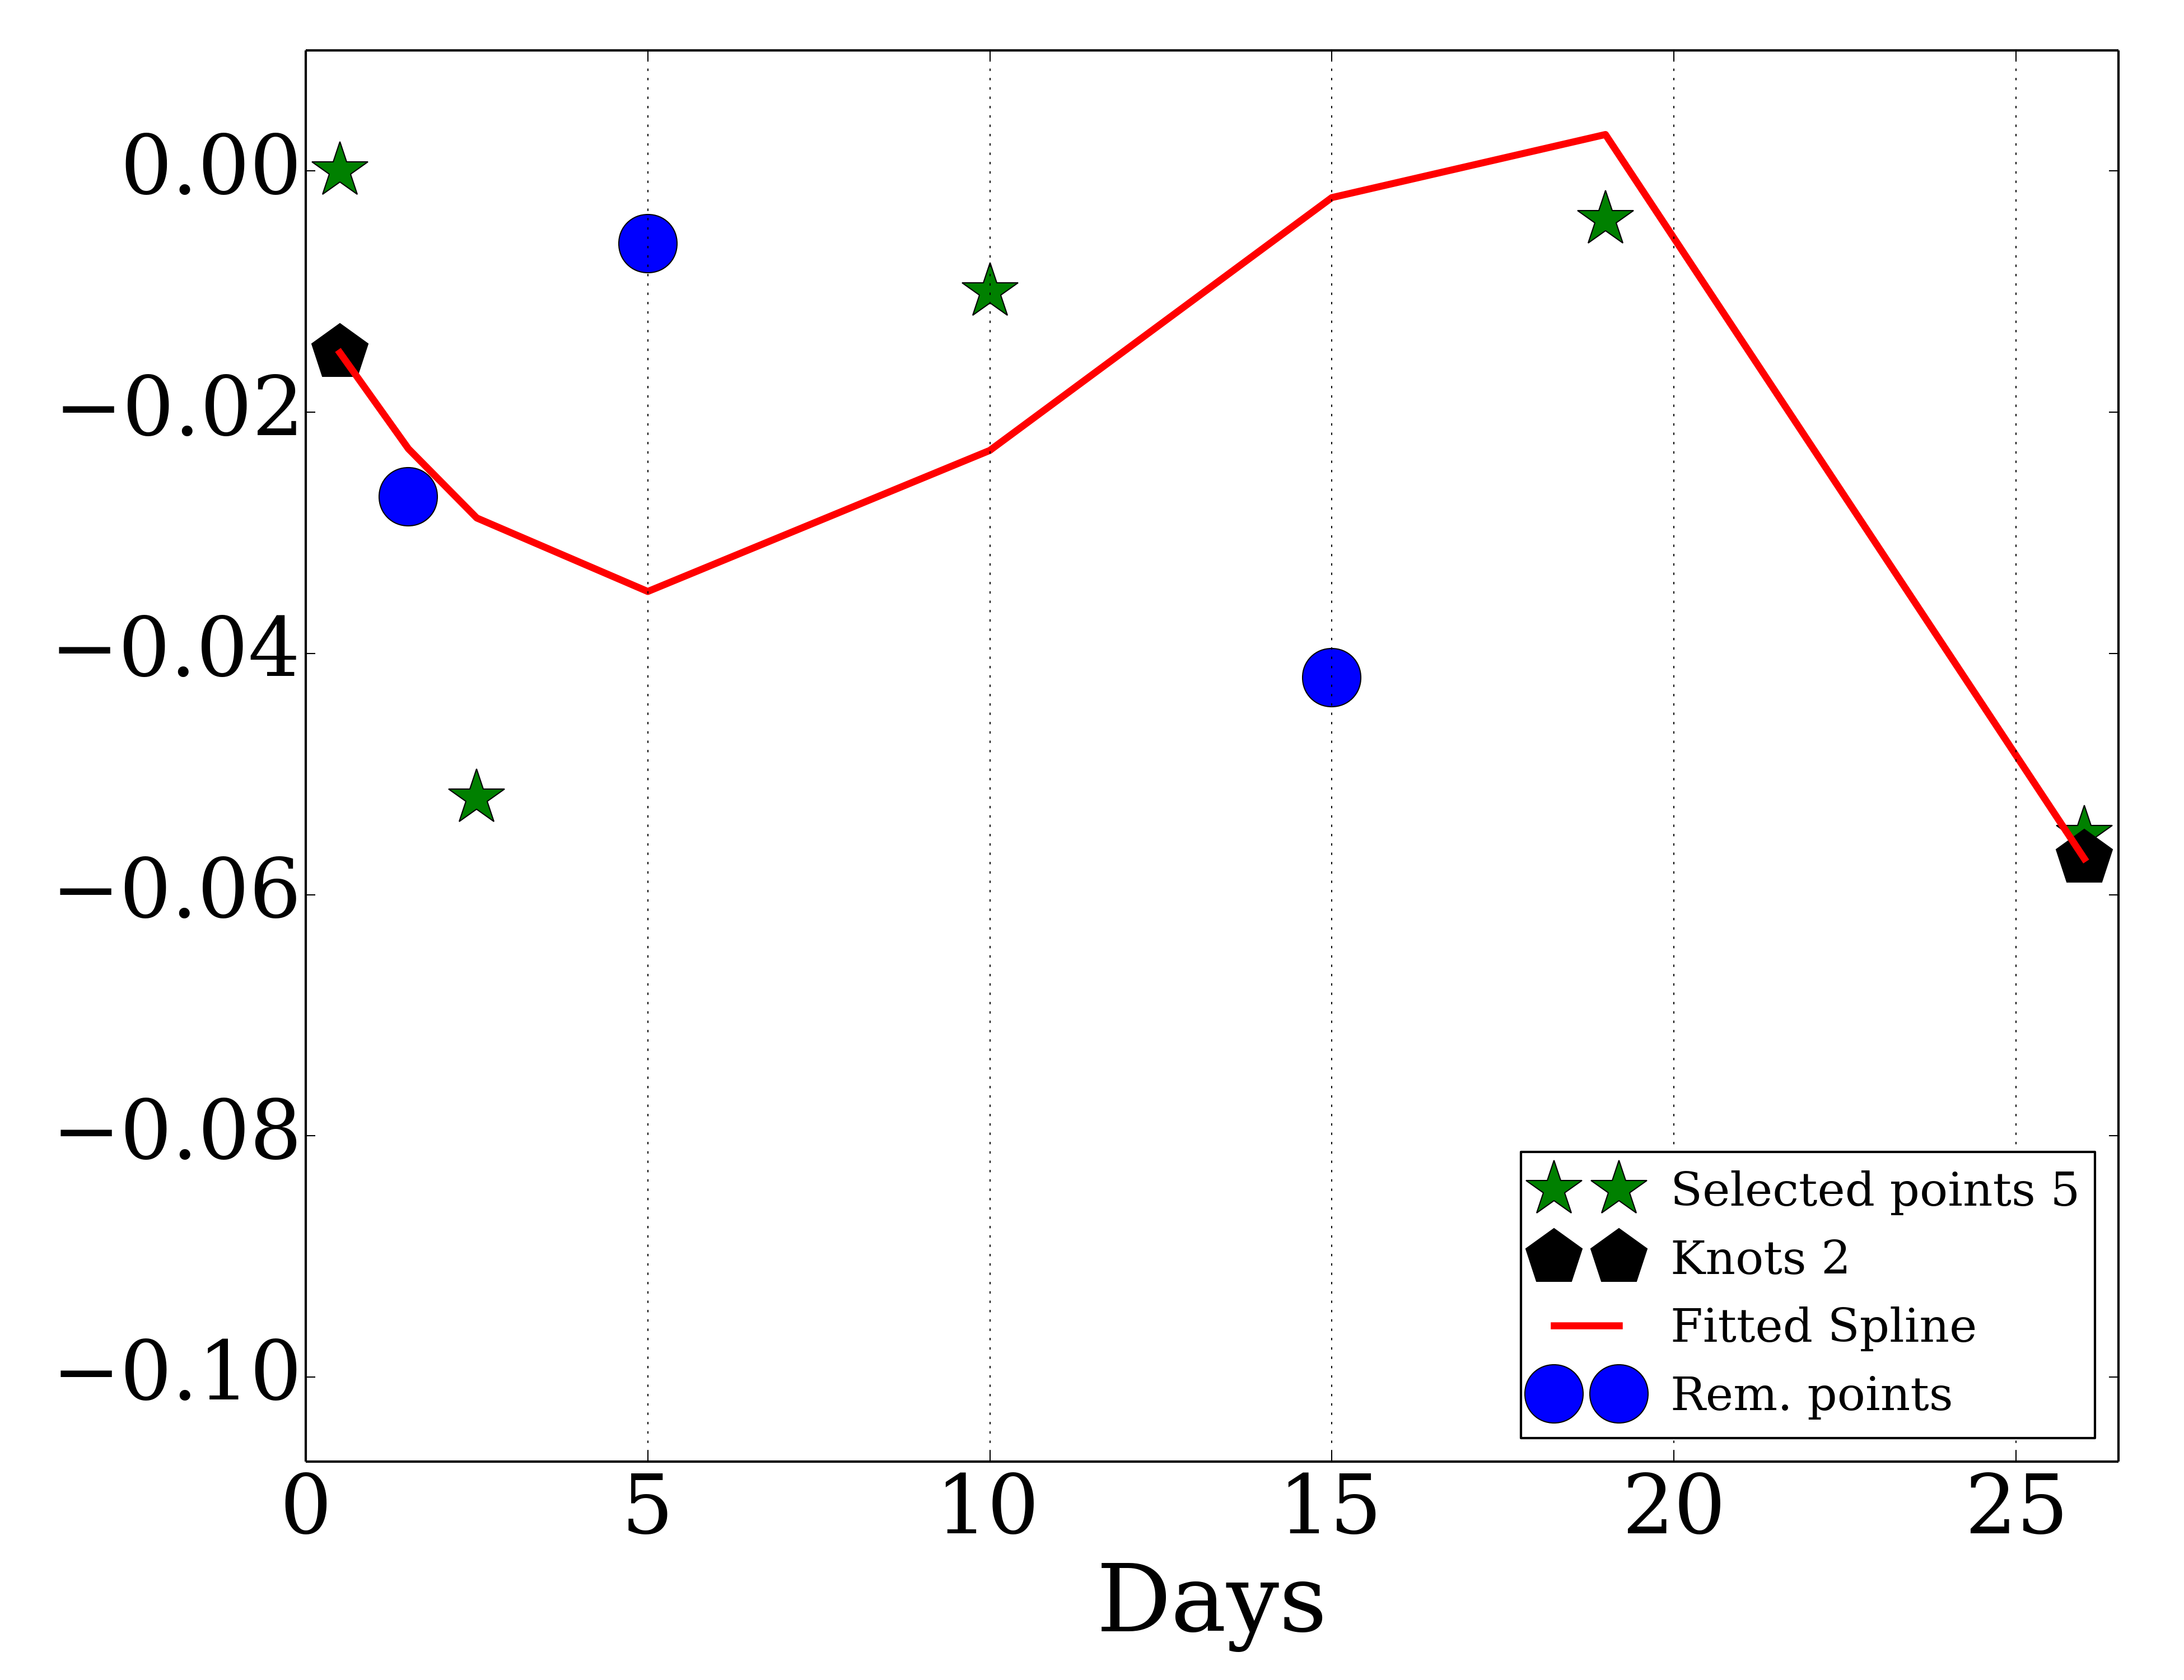 0.00
−0.02
−0.04
−0.06
−0.08
−0.10
Selected points 5
Knots 2
Fitted Spline
Rem. points
0 5 10 15 20 25
Days